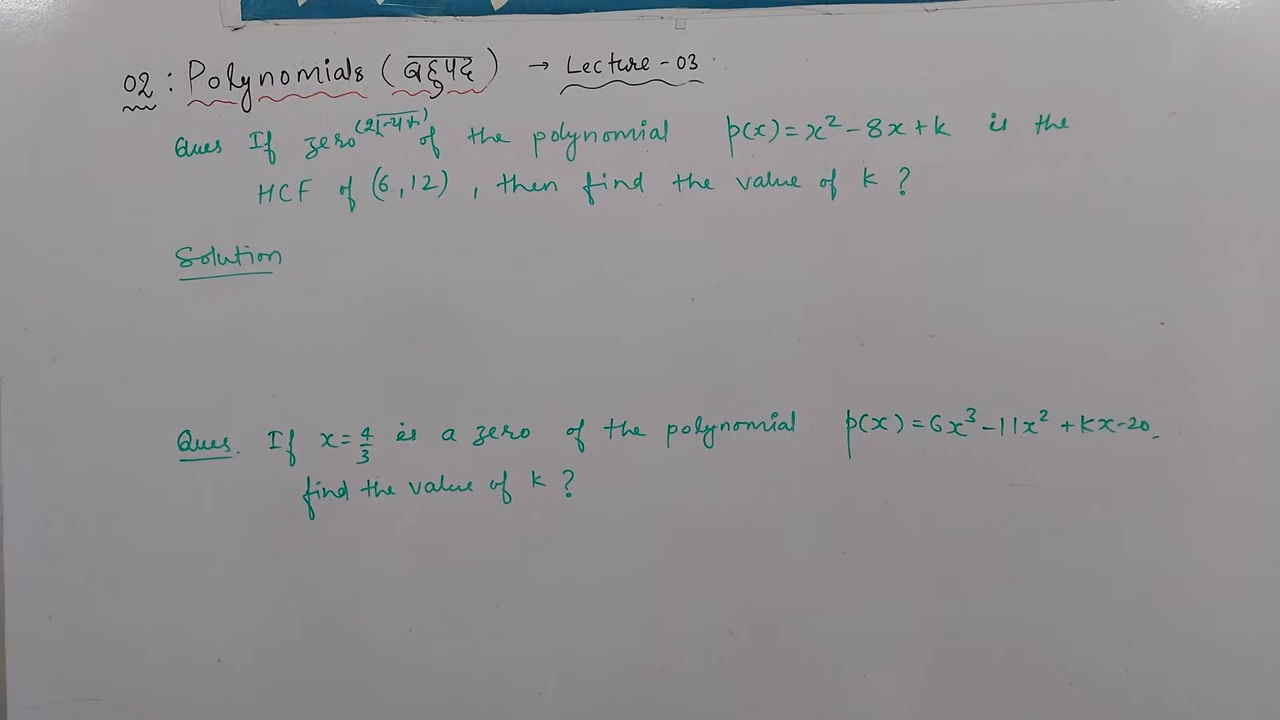 02 : Polynomials (बहुपद) → Lecture - 03
Ques If zero (शून्यक) of the polynomial p(x) = x² - 8x + k is the
HCF of (6, 12) , then find the value of k ?
Solution
Ques. If x = 4/3 is a zero of the polynomial p(x) = 6x³ - 11x² + kx - 20
find the value of k ?